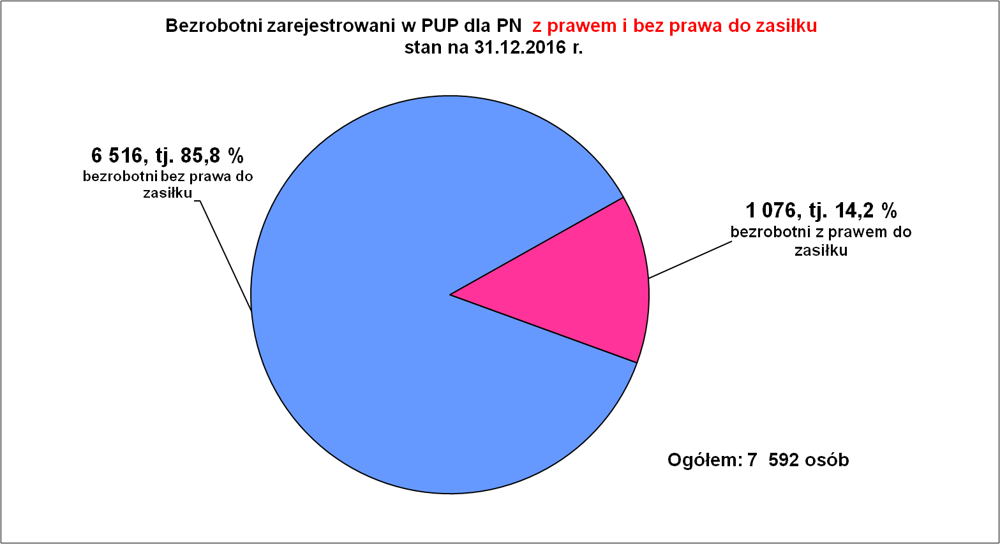 Bezrobotni zarejestrowani w PUP dla PN z prawem i bez prawa do zasiłku
stan na 31.12.2016 r.
6 516, tj. 85,8 %
bezrobotni bez prawa do
zasiłku
1 076, tj. 14,2 %
bezrobotni z prawem do
zasiłku
Ogółem: 7 592 osób